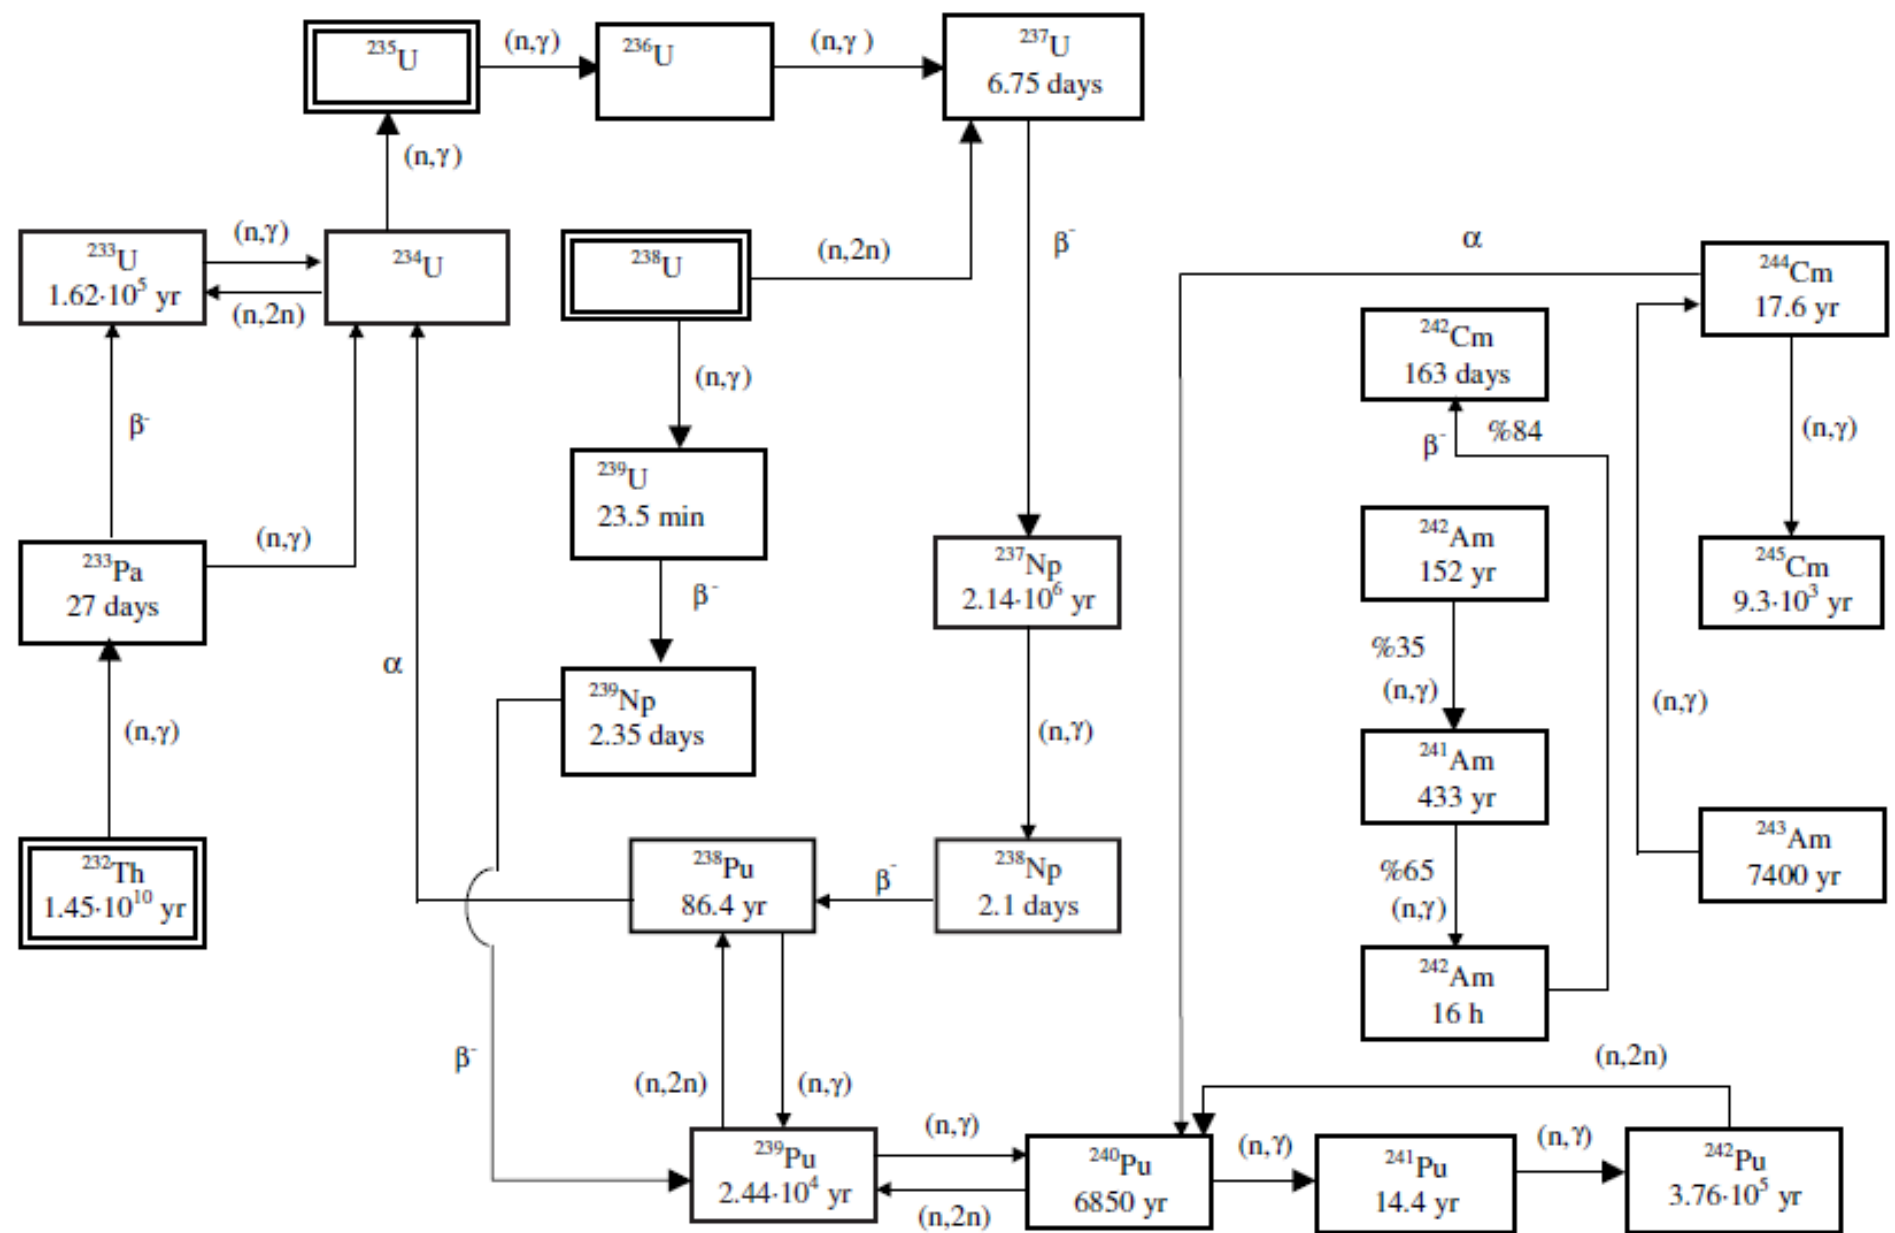 ²³⁵U
(n,γ)
²³⁶U
(n,γ )
²³⁷U
6.75 days
(n,γ)
²³³U
1.62·10⁵ yr
(n,γ)
(n,2n)
²³⁴U
²³⁸U
(n,2n)
β⁻
α
²⁴⁴Cm
17.6 yr
²⁴²Cm
163 days
(n,γ)
β⁻
%84
β⁻
(n,γ)
²³⁹U
23.5 min
²⁴²Am
152 yr
²³³Pa
27 days
(n,γ)
²³⁷Np
2.14·10⁶ yr
²⁴⁵Cm
9.3·10³ yr
β⁻
α
%35
(n,γ)
²³⁹Np
2.35 days
(n,γ)
(n,γ)
(n,γ)
²⁴¹Am
433 yr
²³²Th
1.45·10¹⁰ yr
²³⁸Pu
86.4 yr
β⁻
²³⁸Np
2.1 days
%65
(n,γ)
²⁴³Am
7400 yr
²⁴²Am
16 h
β⁻
(n,2n)
(n,γ)
(n,2n)
²³⁹Pu
2.44·10⁴ yr
(n,γ)
(n,2n)
²⁴⁰Pu
6850 yr
(n,γ)
²⁴¹Pu
14.4 yr
(n,γ)
²⁴²Pu
3.76·10⁵ yr